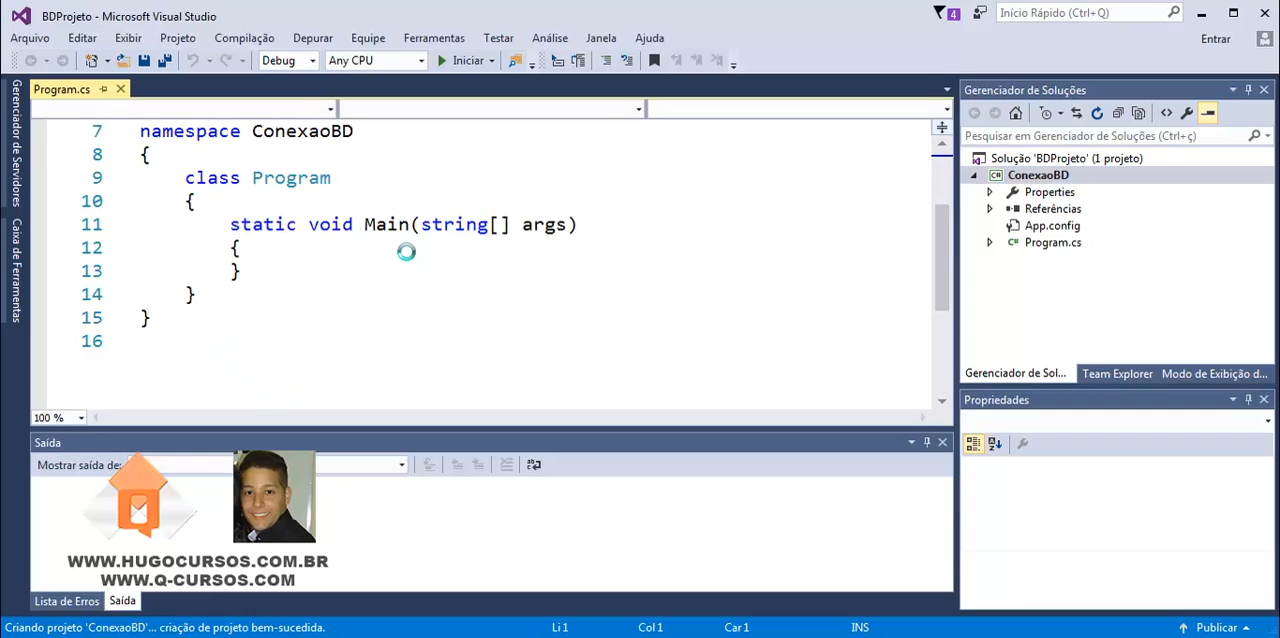 BDProjeto - Microsoft Visual Studio
4
Início Rápido (Ctrl+Q)
Arquivo Editar Exibir Projeto Compilação Depurar Equipe Ferramentas Testar Análise Janela Ajuda
Entrar
Debug Any CPU Iniciar
Gerenciador de Servidores
Caixa de Ferramentas
Program.cs
7 namespace ConexaoBD
8 {
9 class Program
10 {
11 static void Main(string[] args)
12 {
13 }
14 }
15 }
16
100 %
Gerenciador de Soluções
Pesquisar em Gerenciador de Soluções (Ctrl+ç)
Solução 'BDProjeto' (1 projeto)
C# ConexaoBD
Properties
Referências
App.config
C# Program.cs
Gerenciador de Sol... Team Explorer Modo de Exibição d...
Propriedades
Saída
Mostrar saída de:
WWW.HUGOCURSOS.COM.BR
WWW.Q-CURSOS.COM
Lista de Erros Saída
Criando projeto 'ConexaoBD'... criação de projeto bem-sucedida. Li 1 Col 1 Car 1 INS Publicar